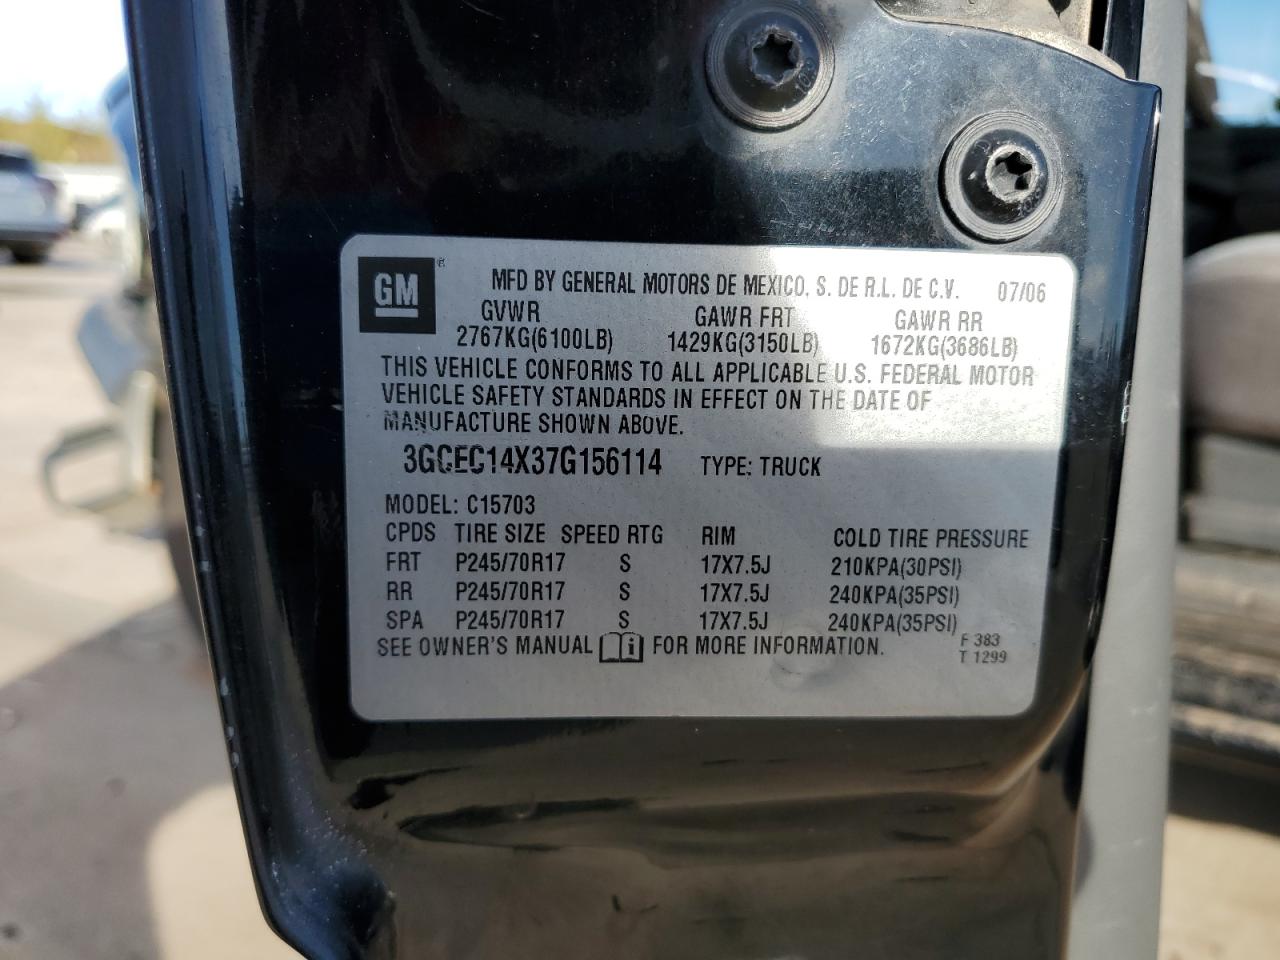 GM ®
MFD BY GENERAL MOTORS DE MEXICO, S. DE R.L. DE C.V. 07/06
GVWR GAWR FRT GAWR RR
2767KG(6100LB) 1429KG(3150LB) 1672KG(3686LB)
THIS VEHICLE CONFORMS TO ALL APPLICABLE U.S. FEDERAL MOTOR
VEHICLE SAFETY STANDARDS IN EFFECT ON THE DATE OF
MANUFACTURE SHOWN ABOVE.
3GCEC14X37G156114 TYPE: TRUCK
MODEL: C15703
CPDS TIRE SIZE SPEED RTG RIM COLD TIRE PRESSURE
FRT P245/70R17 S 17X7.5J 210KPA(30PSI)
RR P245/70R17 S 17X7.5J 240KPA(35PSI)
SPA P245/70R17 S 17X7.5J 240KPA(35PSI)
SEE OWNER'S MANUAL i FOR MORE INFORMATION.
F 383
T 1299